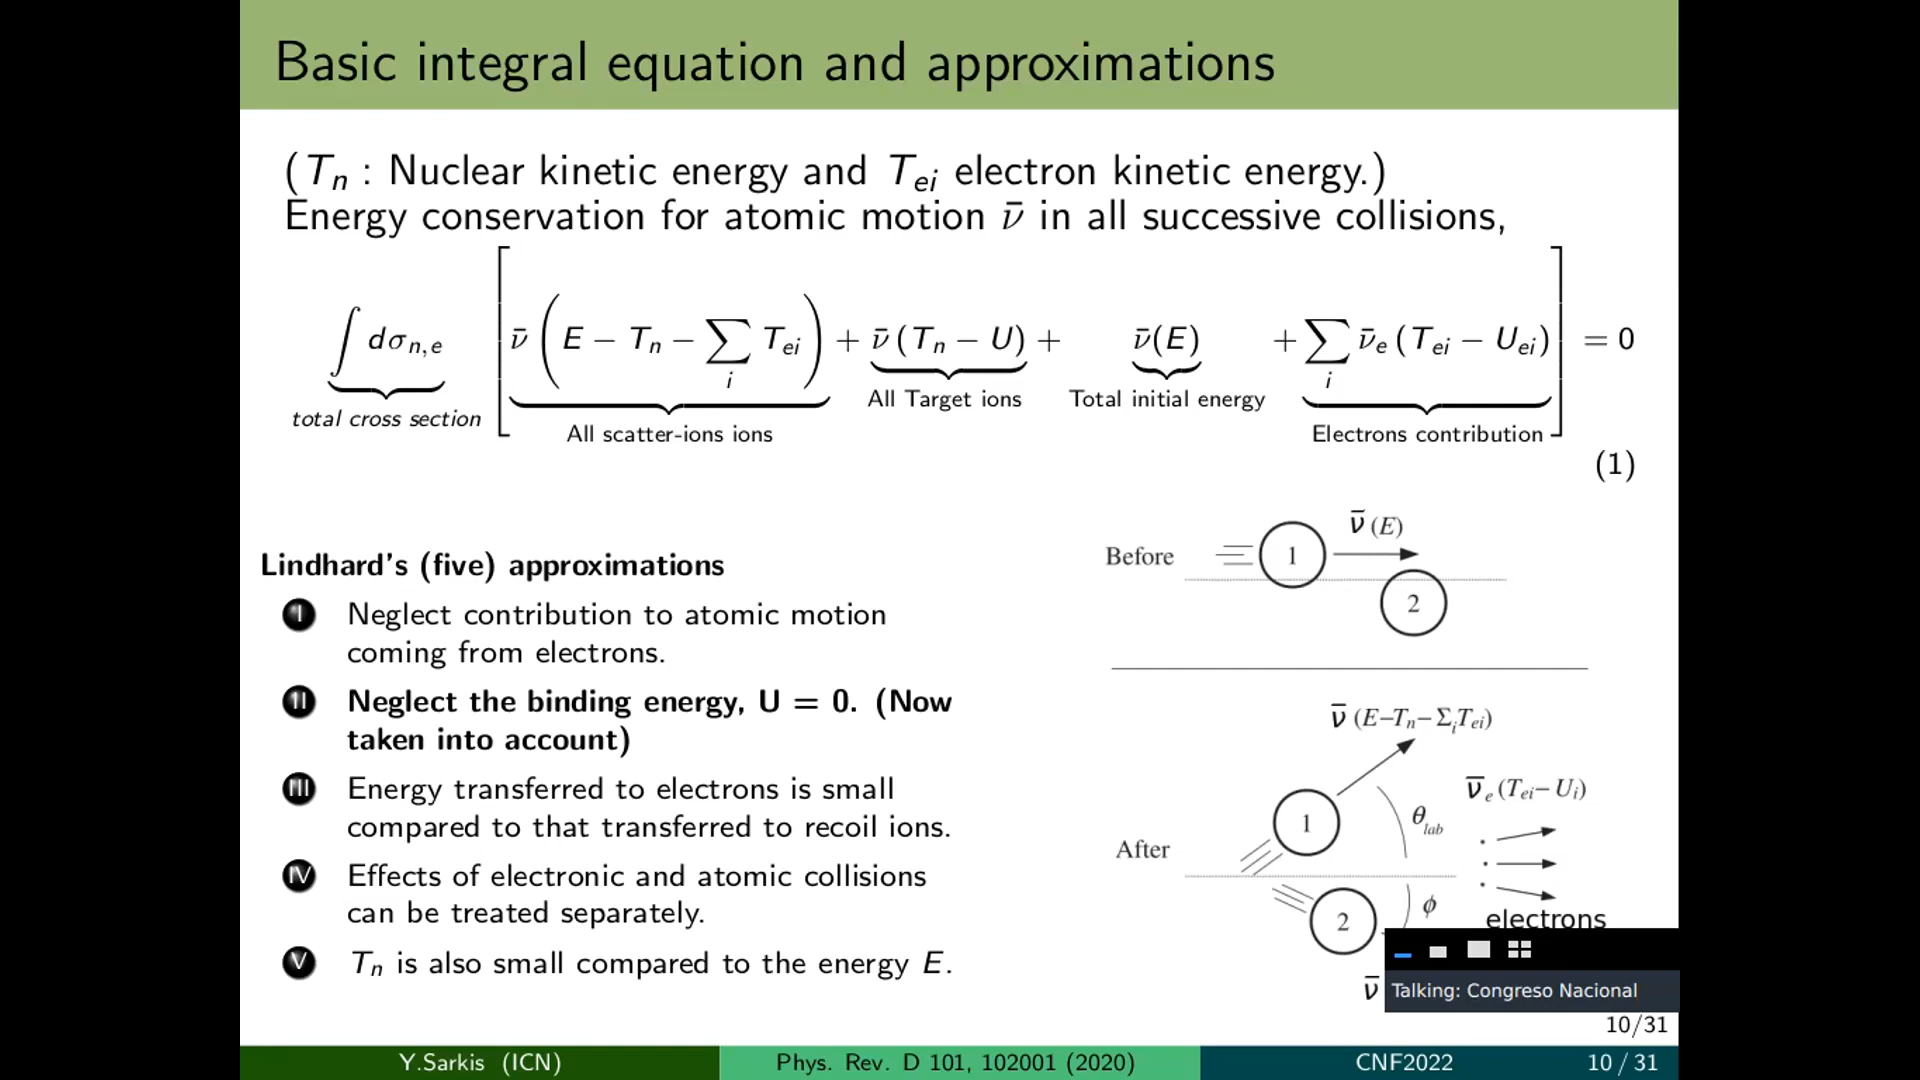 Basic integral equation and approximations
(Tₙ : Nuclear kinetic energy and Tₑᵢ electron kinetic energy.)
Energy conservation for atomic motion ν̄ in all successive collisions,
∫ dσₙ,ₑ [ ν̄ ( E − Tₙ − ∑ᵢ Tₑᵢ ) + ν̄ (Tₙ − U) + ν̄(E) + ∑ᵢ ν̄ₑ (Tₑᵢ − Uₑᵢ) ] = 0
total cross section
All scatter-ions ions
All Target ions
Total initial energy
Electrons contribution
(1)
Lindhard's (five) approximations
I Neglect contribution to atomic motion
coming from electrons.
II Neglect the binding energy, U = 0. (Now
taken into account)
III Energy transferred to electrons is small
compared to that transferred to recoil ions.
IV Effects of electronic and atomic collisions
can be treated separately.
V Tₙ is also small compared to the energy E.
Before
1
ν̄ (E)
2
ν̄ (E−Tₙ−ΣᵢTₑᵢ)
ν̄ₑ (Tₑᵢ− Uᵢ)
1
θlab
After
2
ϕ
electrons
ν̄
Talking: Congreso Nacional
10/31
Y.Sarkis (ICN)
Phys. Rev. D 101, 102001 (2020)
CNF2022
10 / 31